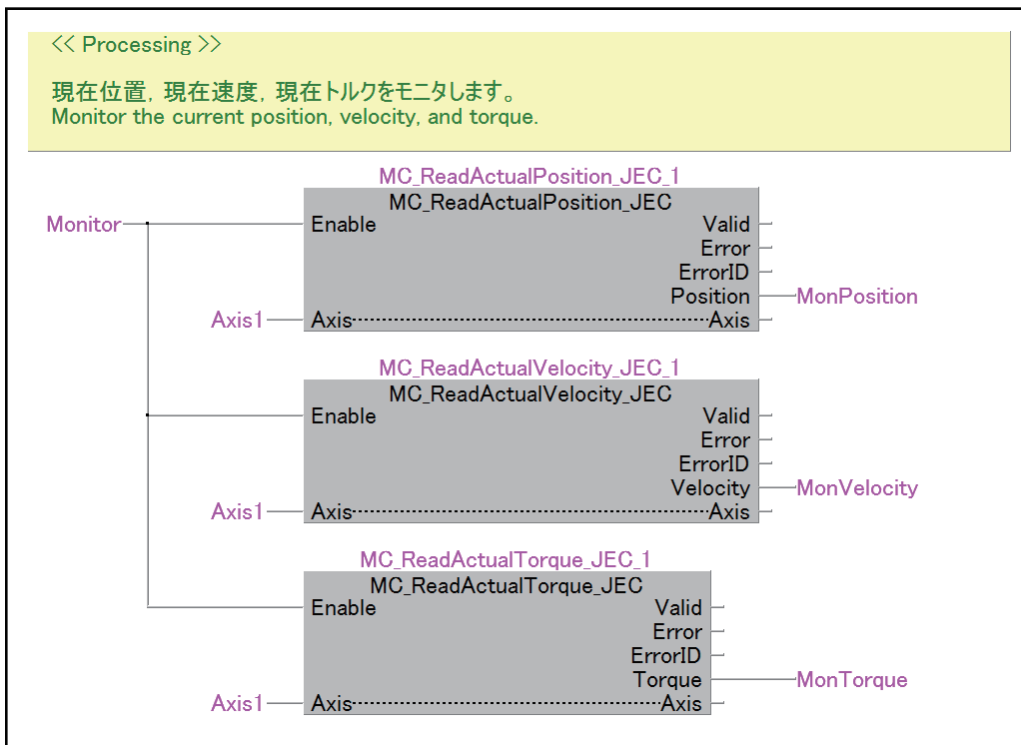 << Processing >>
現在位置, 現在速度, 現在トルクをモニタします。
Monitor the current position, velocity, and torque.
MC_ReadActualPosition_JEC_1
MC_ReadActualPosition_JEC
Monitor
Enable
Valid
Error
ErrorID
Position
MonPosition
Axis1
Axis
Axis
MC_ReadActualVelocity_JEC_1
MC_ReadActualVelocity_JEC
Enable
Valid
Error
ErrorID
Velocity
MonVelocity
Axis1
Axis
Axis
MC_ReadActualTorque_JEC_1
MC_ReadActualTorque_JEC
Enable
Valid
Error
ErrorID
Torque
MonTorque
Axis1
Axis
Axis